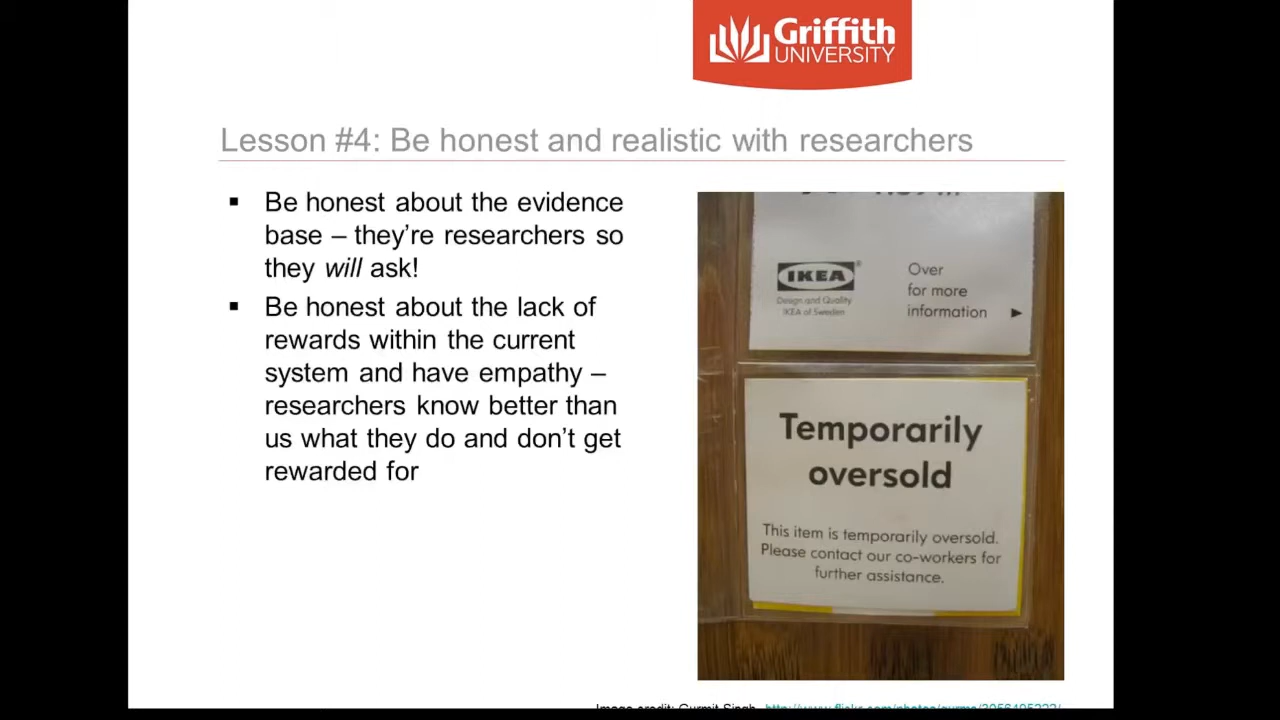 Griffith
UNIVERSITY
Lesson #4: Be honest and realistic with researchers
▪ Be honest about the evidence
base – they’re researchers so
they will ask!
▪ Be honest about the lack of
rewards within the current
system and have empathy –
researchers know better than
us what they do and don’t get
rewarded for
IKEA®
Design and Quality
IKEA of Sweden
Over
for more
information ▶
Temporarily
oversold
This item is temporarily oversold.
Please contact our co-workers for
further assistance.
Image credit: Gurmit Singh